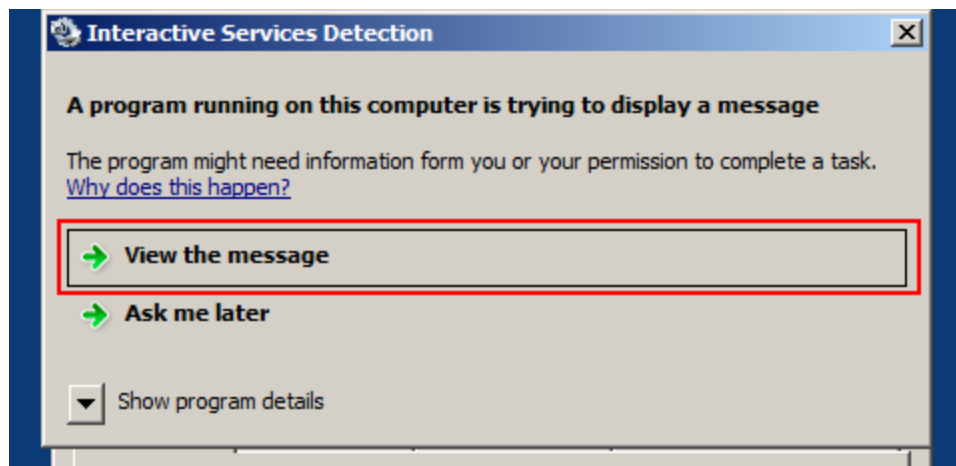 Interactive Services Detection
A program running on this computer is trying to display a message
The program might need information form you or your permission to complete a task.
Why does this happen?
View the message
Ask me later
Show program details